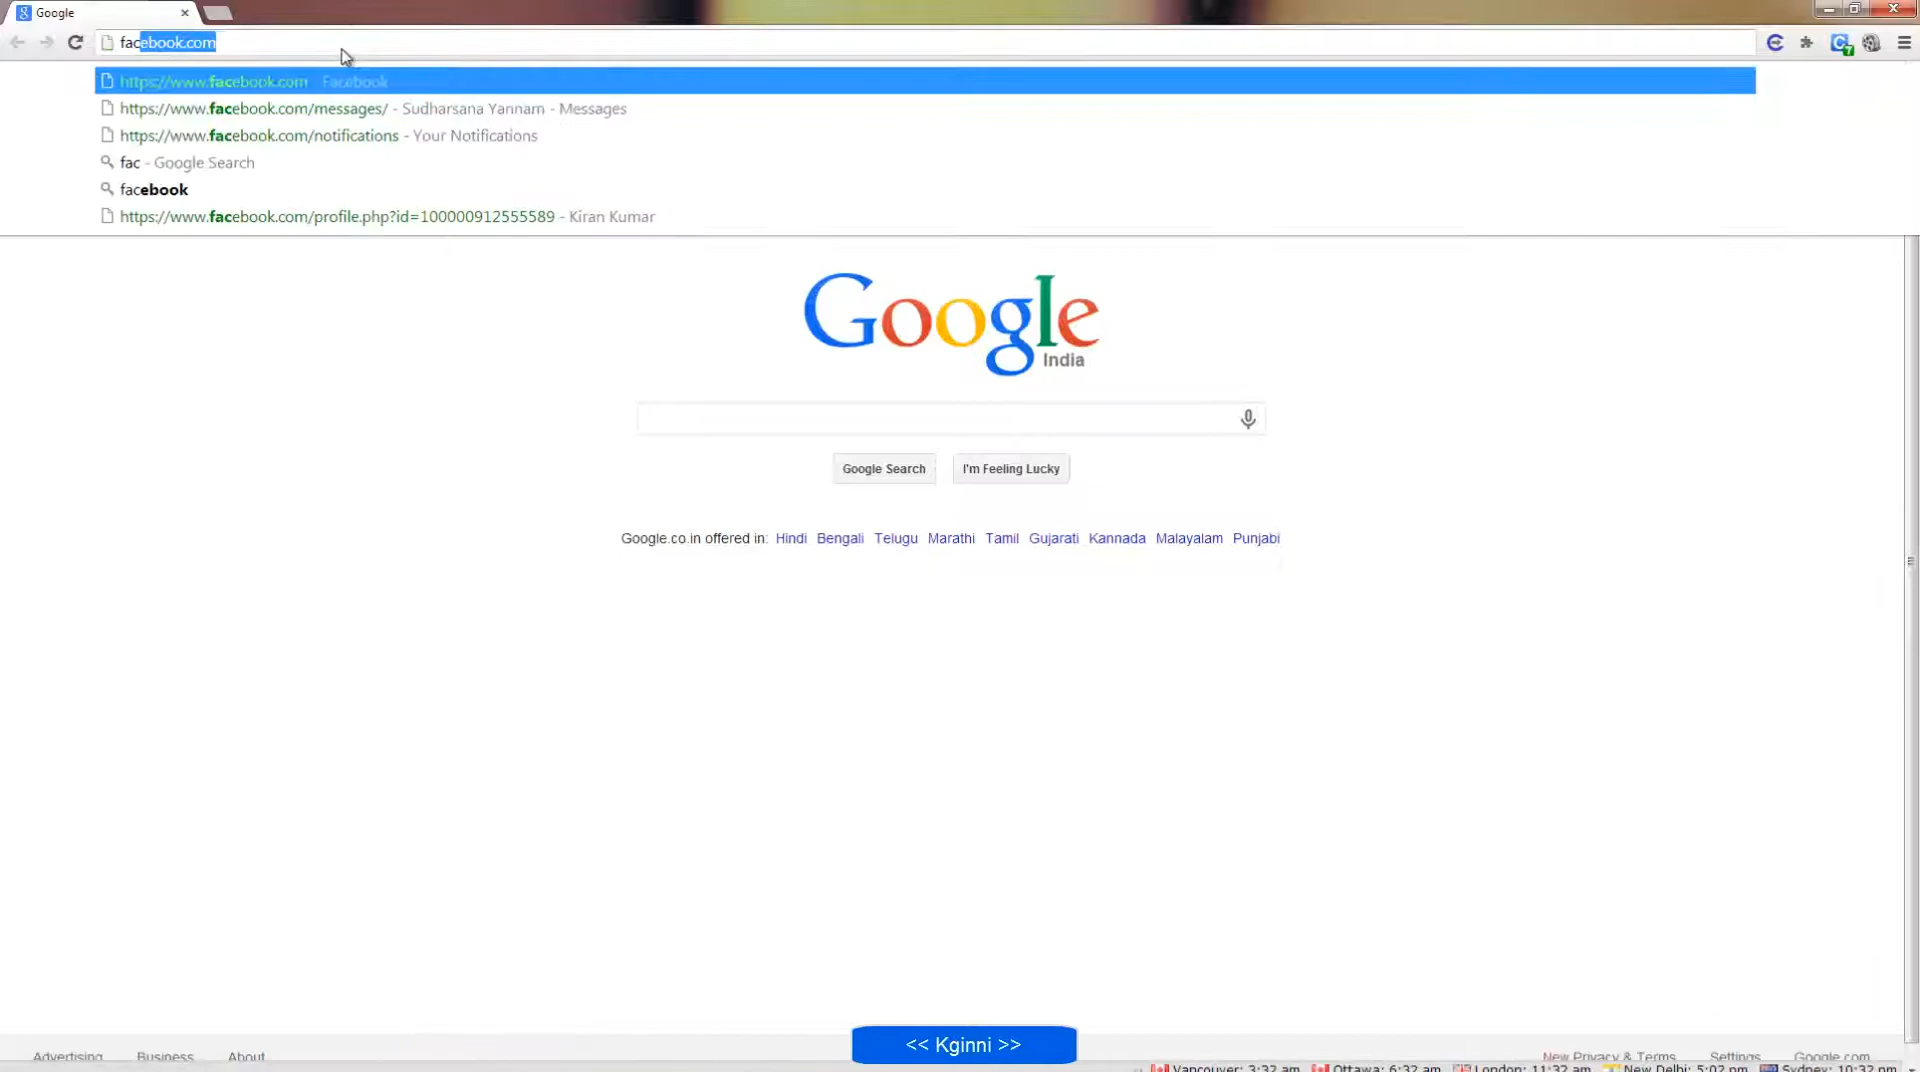 Google
facebook.com
https://www.facebook.com Facebook
https://www.facebook.com/messages/ - Sudharsana Yannam - Messages
https://www.facebook.com/notifications - Your Notifications
fac - Google Search
facebook
https://www.facebook.com/profile.php?id=100000912555589 - Kiran Kumar
Google
India
Google Search I'm Feeling Lucky
Google.co.in offered in: Hindi Bengali Telugu Marathi Tamil Gujarati Kannada Malayalam Punjabi
<< Kginni >>
Advertising Business About New Privacy & Terms Settings Google.com
Vancouver: 3:32 am Ottawa: 6:32 am London: 11:32 am New Delhi: 5:02 pm Sydney: 10:32 pm